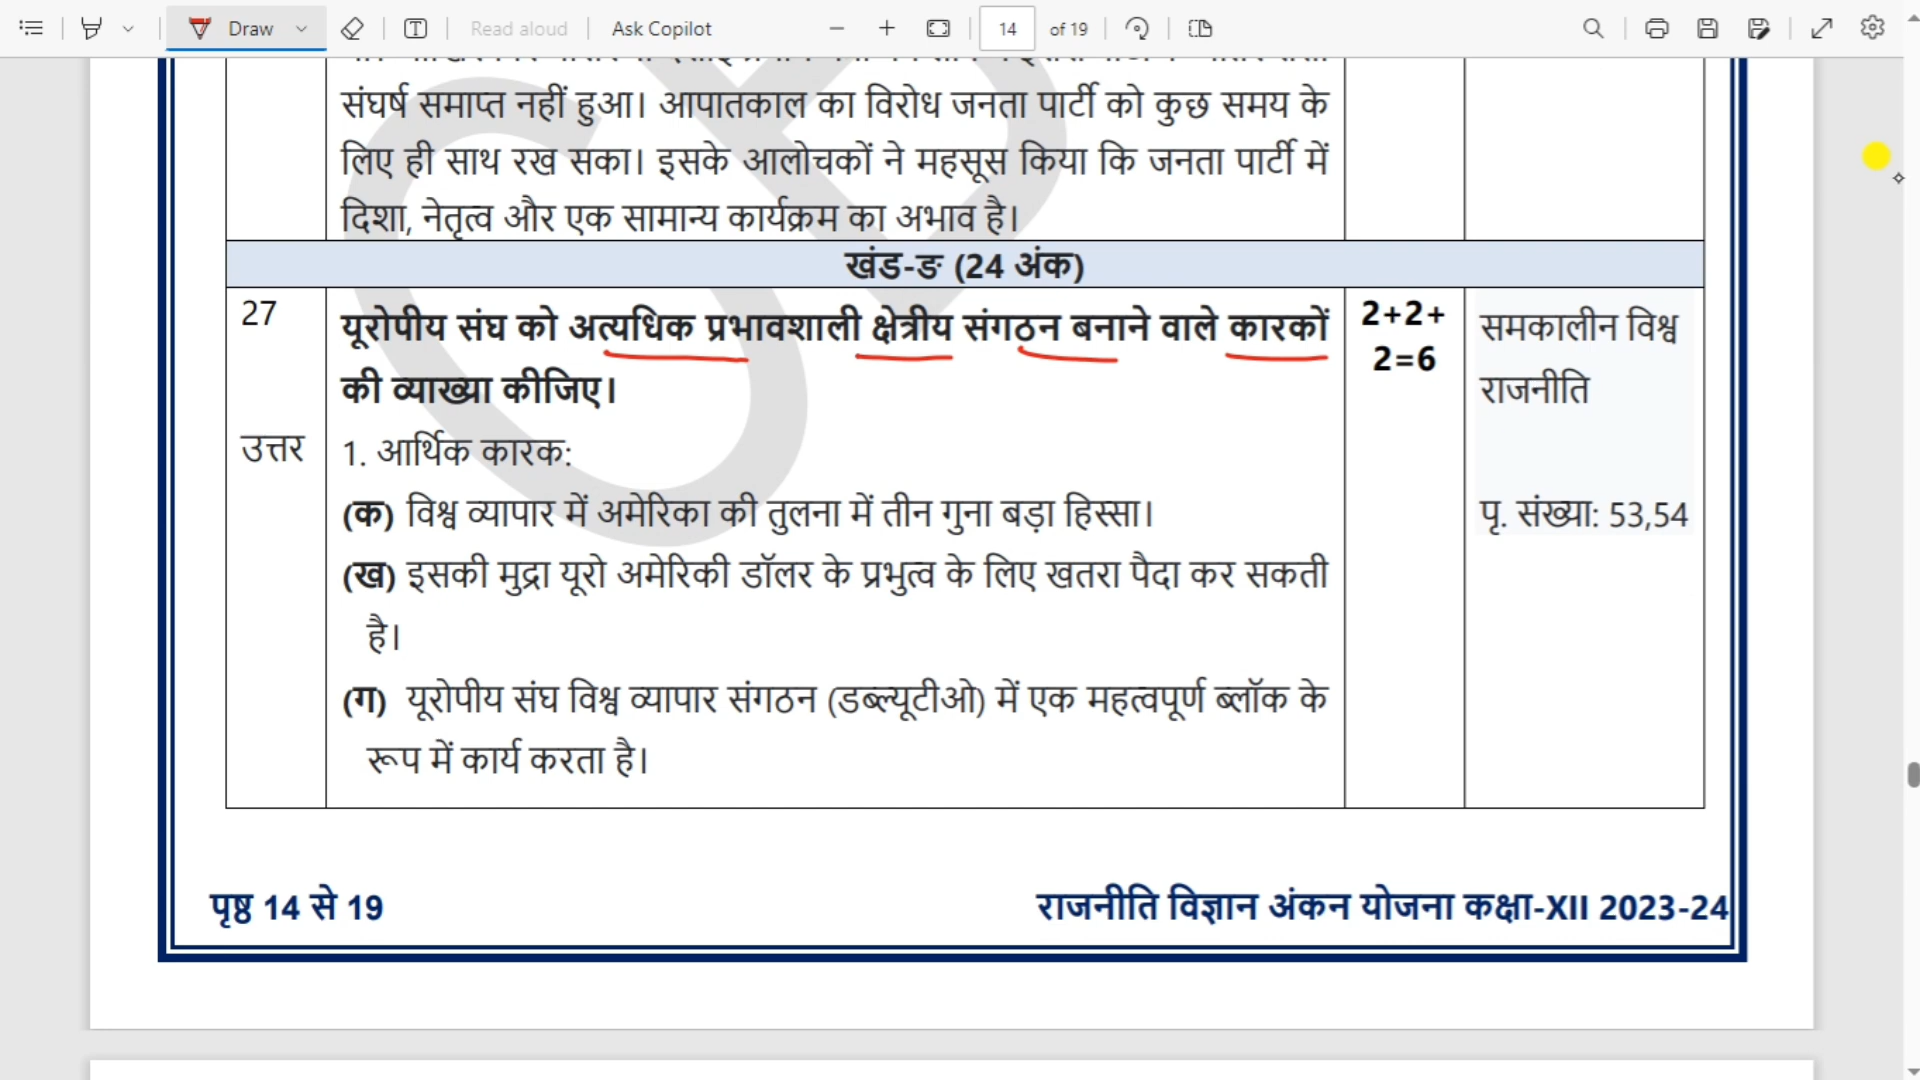 Draw
Read aloud
Ask Copilot
14
of 19
संघर्ष समाप्त नहीं हुआ। आपातकाल का विरोध जनता पार्टी को कुछ समय के
लिए ही साथ रख सका। इसके आलोचकों ने महसूस किया कि जनता पार्टी में
दिशा, नेतृत्व और एक सामान्य कार्यक्रम का अभाव है।
खंड-ङ (24 अंक)
27
यूरोपीय संघ को अत्यधिक प्रभावशाली क्षेत्रीय संगठन बनाने वाले कारकों
की व्याख्या कीजिए।
2+2+
2=6
समकालीन विश्व
राजनीति
उत्तर
1. आर्थिक कारक:
(क) विश्व व्यापार में अमेरिका की तुलना में तीन गुना बड़ा हिस्सा।
पृ. संख्या: 53,54
(ख) इसकी मुद्रा यूरो अमेरिकी डॉलर के प्रभुत्व के लिए खतरा पैदा कर सकती
है।
(ग) यूरोपीय संघ विश्व व्यापार संगठन (डब्ल्यूटीओ) में एक महत्वपूर्ण ब्लॉक के
रूप में कार्य करता है।
पृष्ठ 14 से 19
राजनीति विज्ञान अंकन योजना कक्षा-XII 2023-24